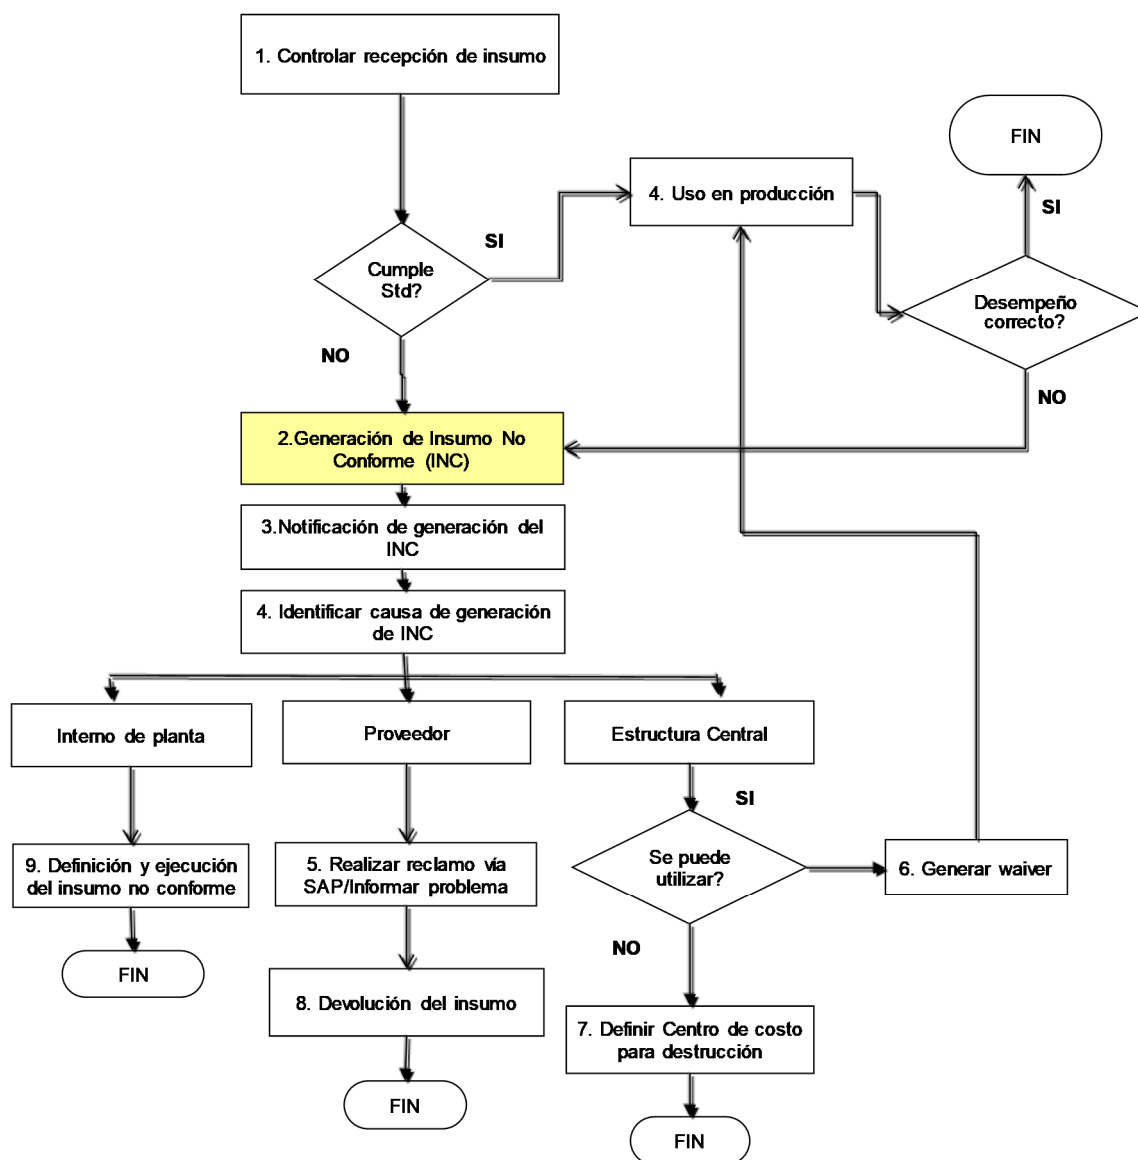 1. Controlar recepción de insumo
FIN
4. Uso en producción
SI
SI
Cumple
Std?
Desempeño
correcto?
NO
NO
2.Generación de Insumo No
Conforme (INC)
3.Notificación de generación del
INC
4. Identificar causa de generación
de INC
Interno de planta
Proveedor
Estructura Central
SI
9. Definición y ejecución
del insumo no conforme
5. Realizar reclamo vía
SAP/Informar problema
Se puede
utilizar?
6. Generar waiver
NO
FIN
8. Devolución del insumo
7. Definir Centro de costo
para destrucción
FIN
FIN